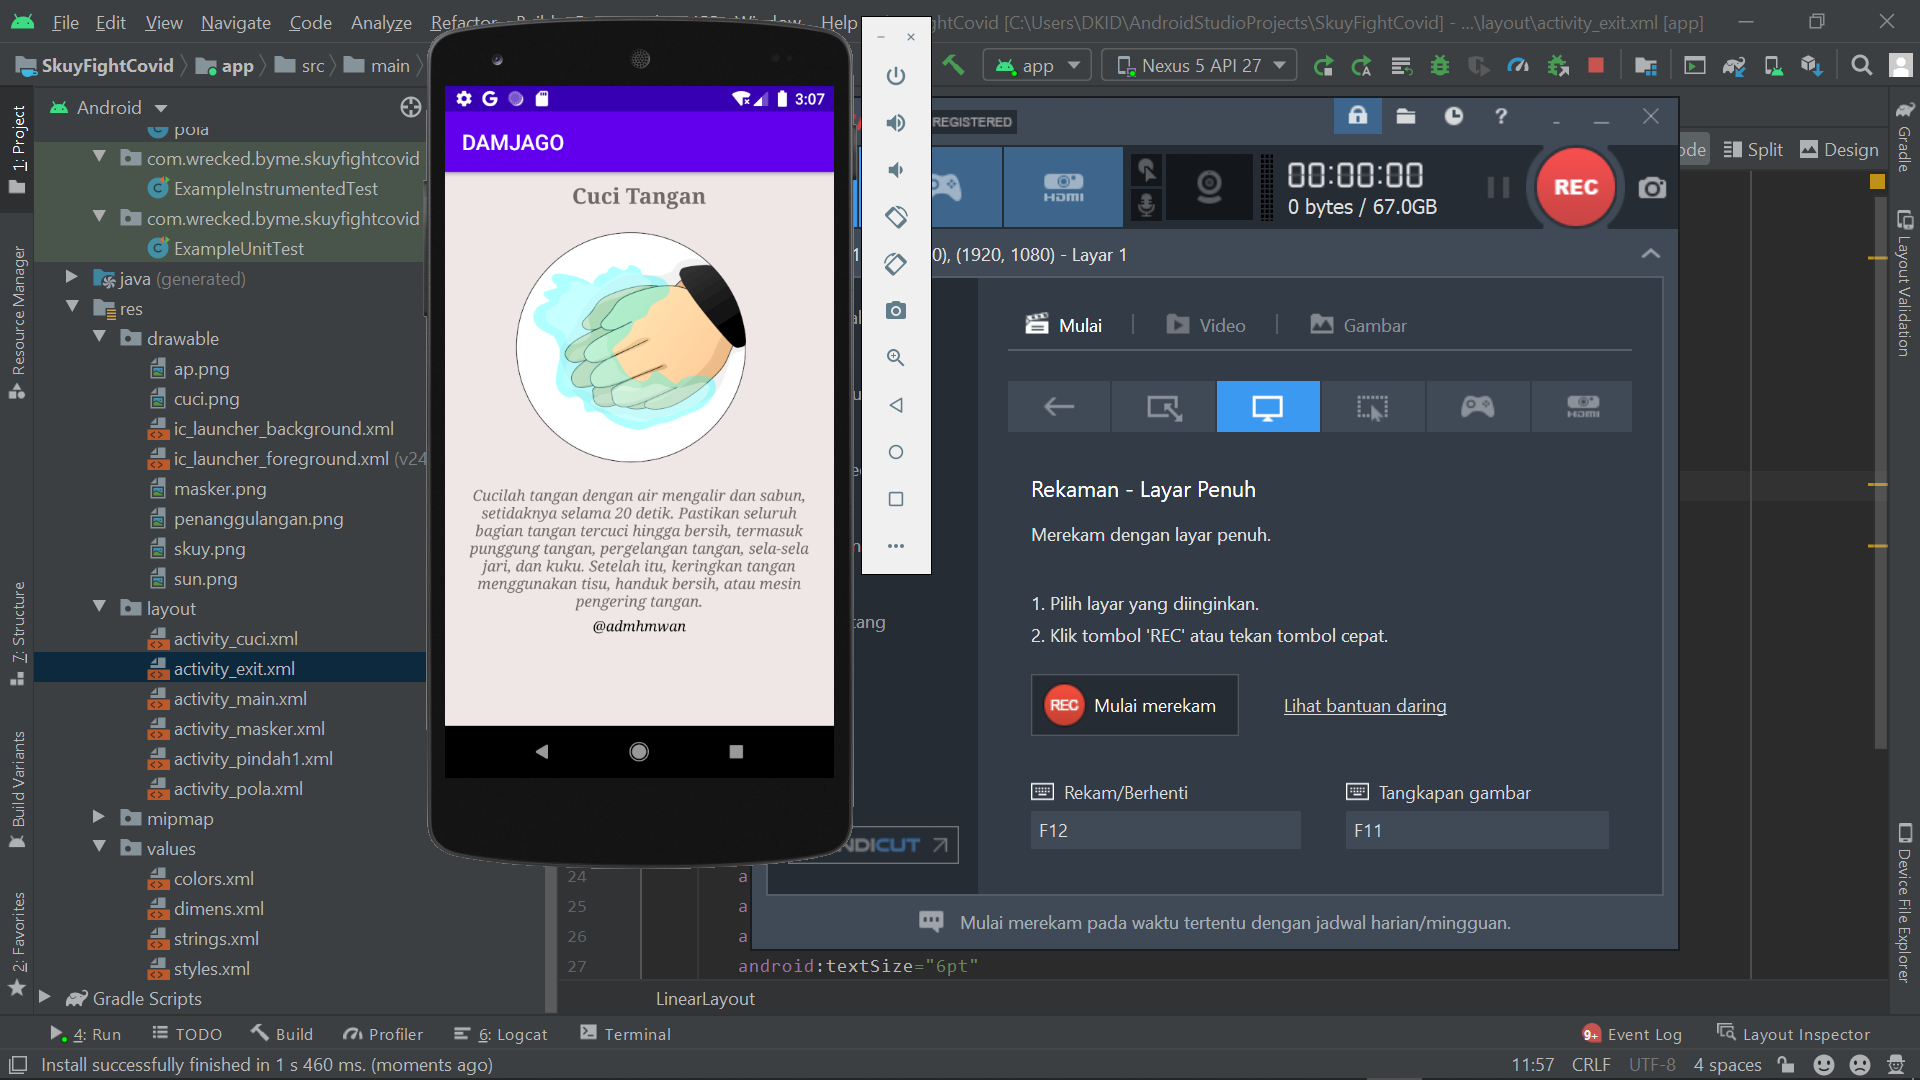 File Edit View Navigate Code Analyze Refactor Help FightCovid [C:\Users\DKID\AndroidStudioProjects\SkuyFightCovid] - ...\layout\activity_exit.xml [app]
SkuyFightCovid app src main
app Nexus 5 API 27
Android
pola
com.wrecked.byme.skuyfightcovid
ExampleInstrumentedTest
com.wrecked.byme.skuyfightcovid
ExampleUnitTest
java (generated)
res
drawable
ap.png
cuci.png
ic_launcher_background.xml
ic_launcher_foreground.xml (v24
masker.png
penanggulangan.png
skuy.png
sun.png
layout
activity_cuci.xml
activity_exit.xml
activity_main.xml
activity_masker.xml
activity_pindah1.xml
activity_pola.xml
mipmap
values
colors.xml
dimens.xml
strings.xml
styles.xml
Gradle Scripts
1: Project
Resource Manager
7: Structure
Build Variants
2: Favorites
3:07
DAMJAGO
Cuci Tangan
Cucilah tangan dengan air mengalir dan sabun,
setidaknya selama 20 detik. Pastikan seluruh
bagian tangan tercuci hingga bersih, termasuk
punggung tangan, pergelangan tangan, sela-sela
jari, dan kuku. Setelah itu, keringkan tangan
menggunakan tisu, handuk bersih, atau mesin
pengering tangan.
@admhmwan
REGISTERED
HDMI
00:00:00
0 bytes / 67.0GB
REC
0), (1920, 1080) - Layar 1
Mulai Video Gambar
HDMI
Rekaman - Layar Penuh
Merekam dengan layar penuh.
1. Pilih layar yang diinginkan.
2. Klik tombol 'REC' atau tekan tombol cepat.
REC Mulai merekam Lihat bantuan daring
Rekam/Berhenti Tangkapan gambar
F12 F11
tang
NDICUT
Mulai merekam pada waktu tertentu dengan jadwal harian/mingguan.
ode Split Design
24 a
25 a
26 a
27 android:textSize="6pt"
LinearLayout
Gradle
Layout Validation
Device File Explorer
4: Run TODO Build Profiler 6: Logcat Terminal 9+ Event Log Layout Inspector
Install successfully finished in 1 s 460 ms. (moments ago) 11:57 CRLF UTF-8 4 spaces